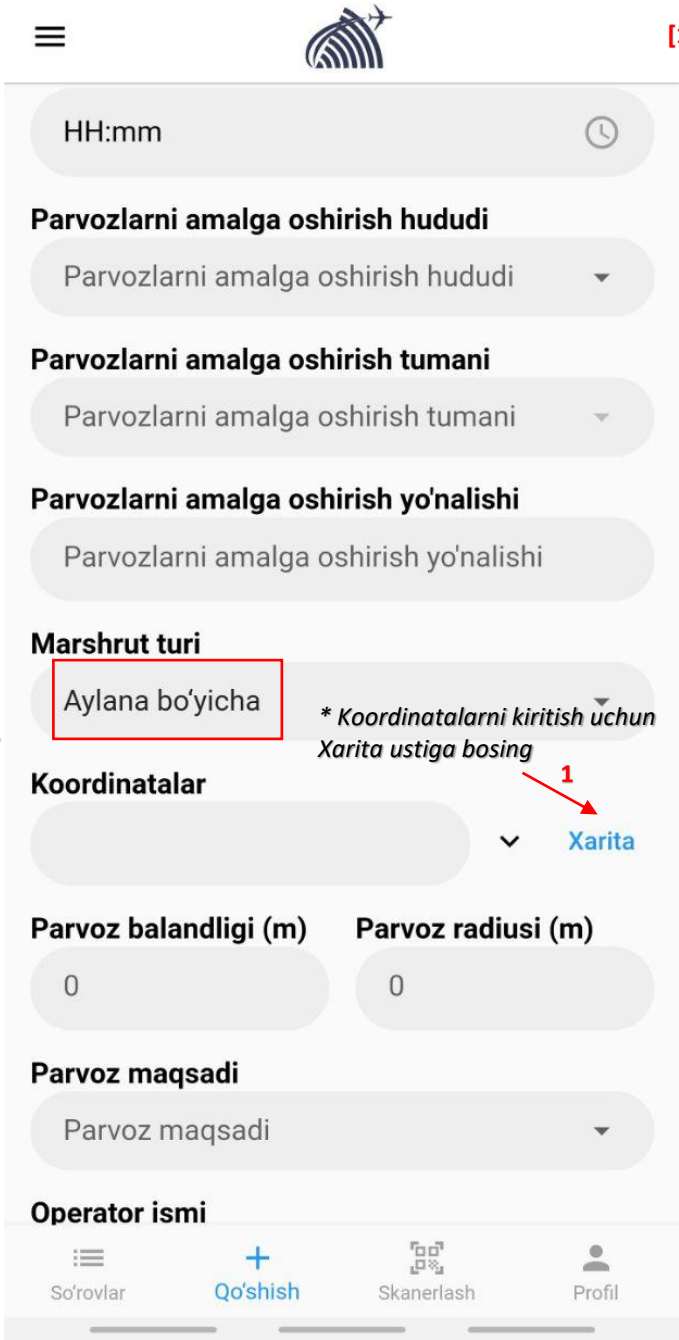 HH:mm
Parvozlarni amalga oshirish hududi
Parvozlarni amalga oshirish hududi
Parvozlarni amalga oshirish tumani
Parvozlarni amalga oshirish tumani
Parvozlarni amalga oshirish yo'nalishi
Parvozlarni amalga oshirish yo'nalishi
Marshrut turi
Aylana bo‘yicha
* Koordinatalarni kiritish uchun
Xarita ustiga bosing
1
Koordinatalar
Xarita
Parvoz balandligi (m) Parvoz radiusi (m)
0 0
Parvoz maqsadi
Parvoz maqsadi
Operator ismi
So‘rovlar Qo‘shish Skanerlash Profil